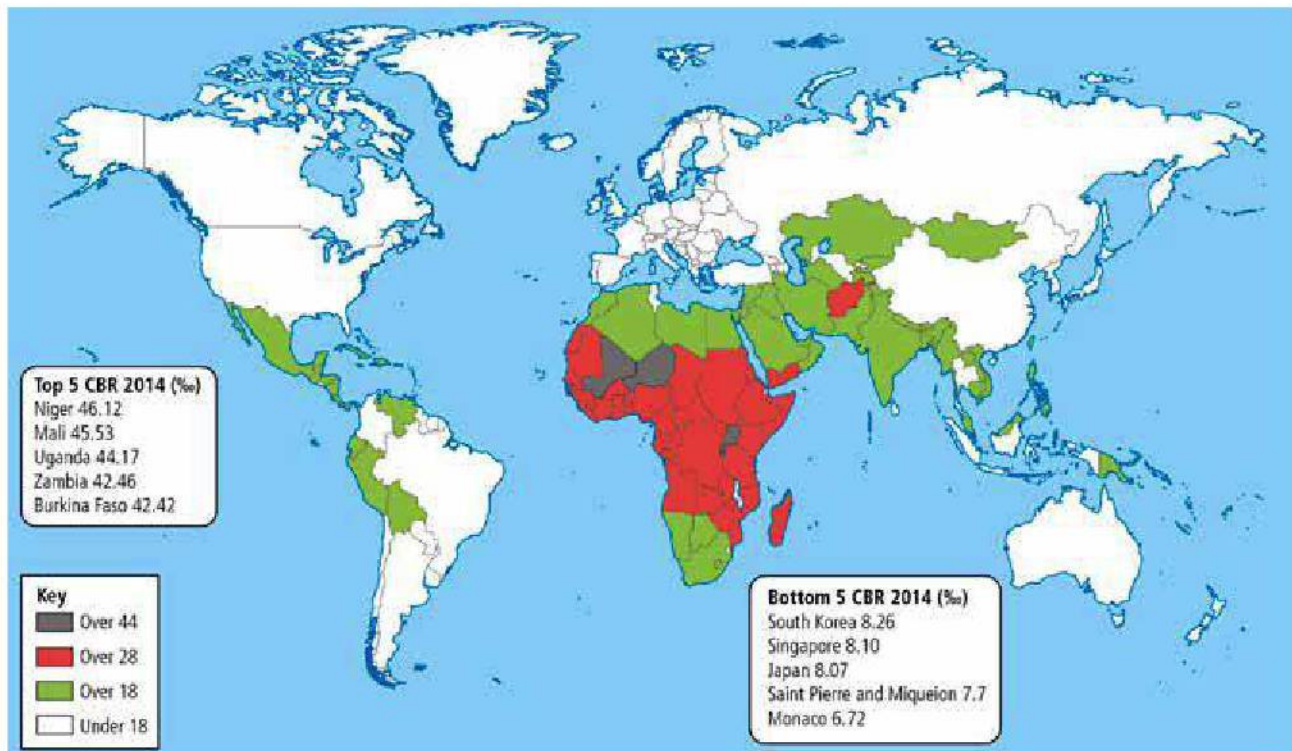 Top 5 CBR 2014 (‰)
Niger 46.12
Mali 45.53
Uganda 44.17
Zambia 42.46
Burkina Faso 42.42
Key
Over 44
Over 28
Over 18
Under 18
Bottom 5 CBR 2014 (‰)
South Korea 8.26
Singapore 8.10
Japan 8.07
Saint Pierre and Miqueion 7.7
Monaco 6.72